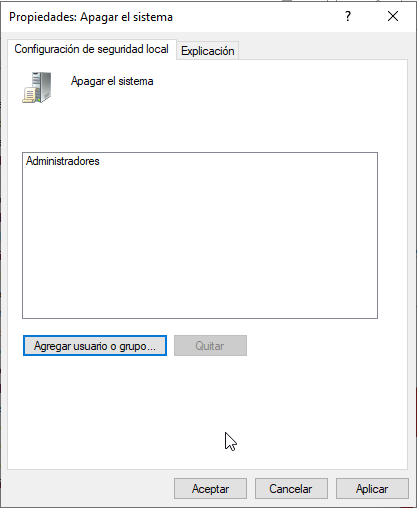 Propiedades: Apagar el sistema
?
Configuración de seguridad local
Explicación
Apagar el sistema
Administradores
Agregar usuario o grupo...
Quitar
Aceptar
Cancelar
Aplicar